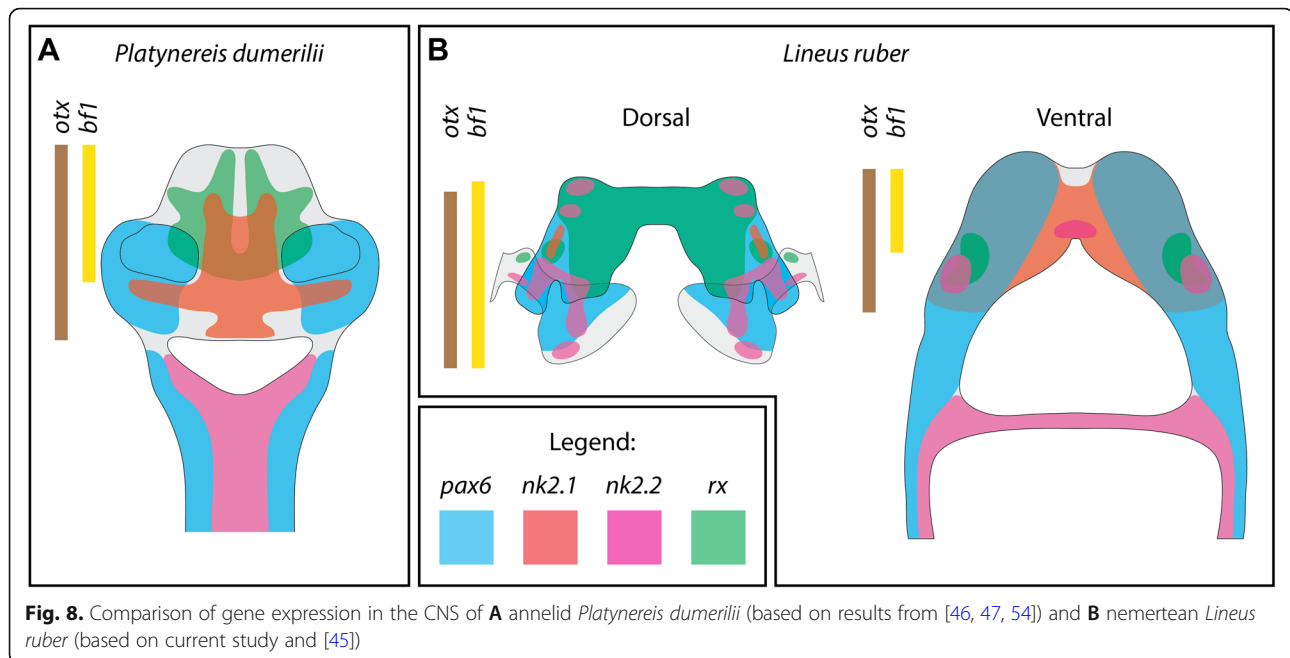 A
Platynereis dumerilii
otx
bf1
B
Lineus ruber
otx
bf1
Dorsal
otx
bf1
Ventral
Legend:
pax6 nk2.1 nk2.2 rx
Fig. 8. Comparison of gene expression in the CNS of A annelid Platynereis dumerilii (based on results from [46, 47, 54]) and B nemertean Lineus
ruber (based on current study and [45])